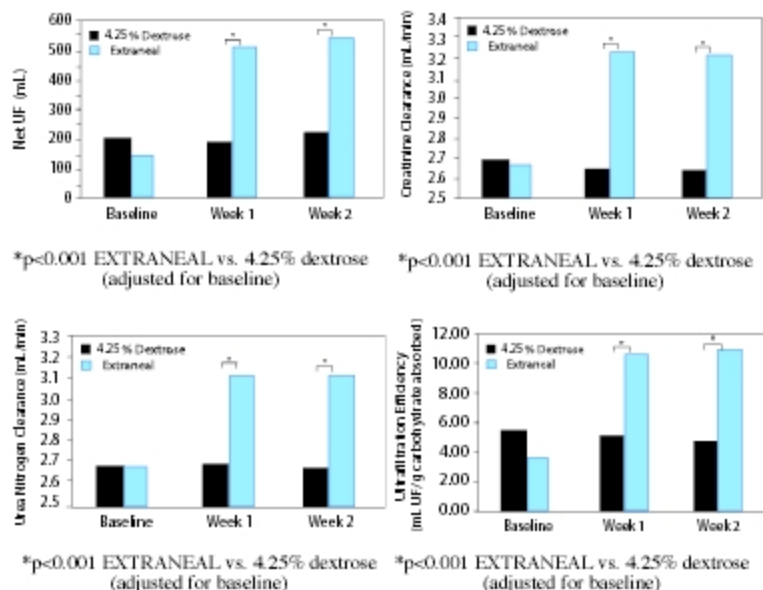 Net UF (mL)
600
500
400
300
200
100
0
4.25% Dextrose
Extraneal
*
*
Baseline
Week 1
Week 2
*p<0.001 EXTRANEAL vs. 4.25% dextrose
(adjusted for baseline)
Creatinine Clearance (mL/min)
3.4
3.3
3.2
3.1
3.0
2.9
2.8
2.7
2.6
2.5
4.25% Dextrose
Extraneal
*
*
Baseline
Week 1
Week 2
*p<0.001 EXTRANEAL vs. 4.25% dextrose
(adjusted for baseline)
Urea Nitrogen Clearance (mL/min)
3.3
3.2
3.1
3.0
2.9
2.8
2.7
2.6
2.5
4.25% Dextrose
Extraneal
*
*
Baseline
Week 1
Week 2
*p<0.001 EXTRANEAL vs. 4.25% dextrose
(adjusted for baseline)
Ultrafiltration Efficiency
[mL UF/g carbohydrate absorbed]
12.00
10.00
8.00
6.00
4.00
2.00
0.00
4.25% Dextrose
Extraneal
*
*
Baseline
Week 1
Week 2
*p<0.001 EXTRANEAL vs. 4.25% dextrose
(adjusted for baseline)